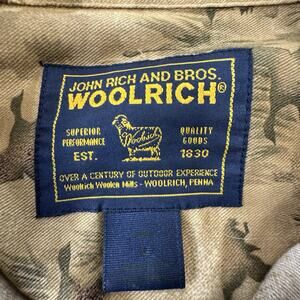 JOHN RICH AND BROS.
WOOLRICH®
SUPERIOR QUALITY
PERFORMANCE GOODS
Woolrich
EST. 1830
OVER A CENTURY OF OUTDOOR EXPERIENCE
Woolrich Woolen Mills - WOOLRICH, PENNA